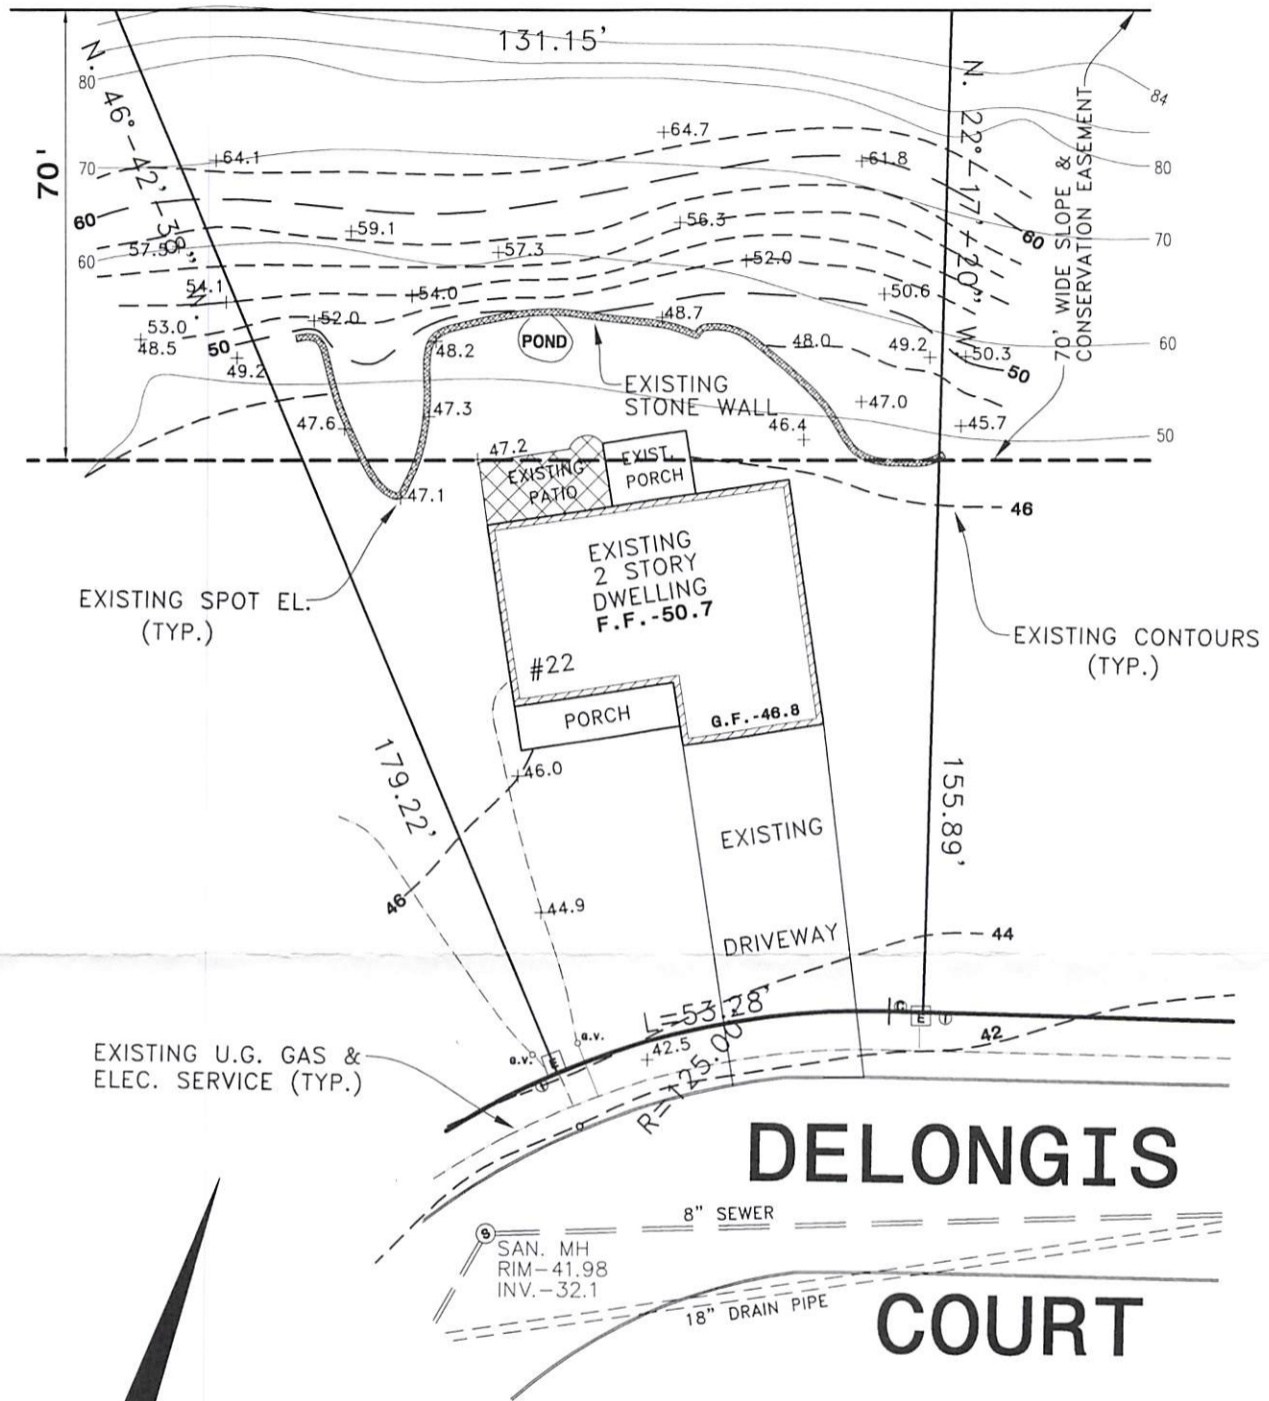 131.15'
N. 46°-42'-38" W.
N. 22°-17'-20" W.
70'
80
84
70
80
60
60
70
60
60
60
50
50
50
64.1
64.7
61.8
59.1
57.5
57.3
56.3
52.0
54.1
54.0
50.6
53.0
52.0
48.7
48.5
49.2
48.2
48.0
49.2
50.3
POND
EXISTING
STONE WALL
47.6
47.3
47.0
46.4
45.7
47.2
47.1
70' WIDE SLOPE &
CONSERVATION EASEMENT
EXISTING
PATIO
EXIST.
PORCH
46
EXISTING
2 STORY
DWELLING
F.F.-50.7
#22
PORCH
G.F.-46.8
EXISTING SPOT EL.
(TYP.)
EXISTING CONTOURS
(TYP.)
46.0
179.22'
155.89'
46
44.9
EXISTING
DRIVEWAY
44
L=53.28'
R=125.00'
42.5
42
G.V.
G.V.
E
E
G
EXISTING U.G. GAS &
ELEC. SERVICE (TYP.)
DELONGIS
COURT
8" SEWER
S
SAN. MH
RIM-41.98
INV.-32.1
18" DRAIN PIPE